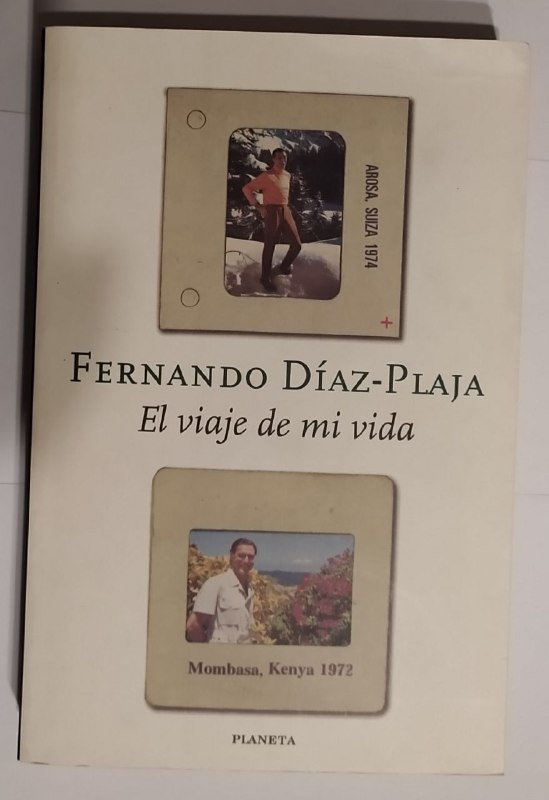 AROSA, SUIZA 1974
+
FERNANDO DÍAZ-PLAJA
El viaje de mi vida
Mombasa, Kenya 1972
PLANETA